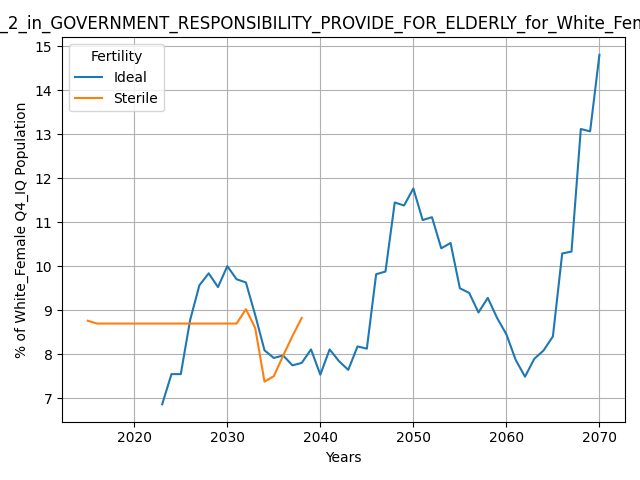 _2_in_GOVERNMENT_RESPONSIBILITY_PROVIDE_FOR_ELDERLY_for_White_Fem
Fertility
Ideal
Sterile
% of White_Female Q4_IQ Population
15
14
13
12
11
10
9
8
7
2020 2030 2040 2050 2060 2070
Years